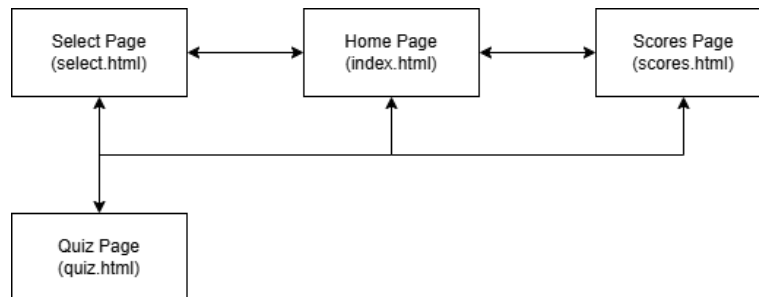 Select Page
(select.html)
Home Page
(index.html)
Scores Page
(scores.html)
Quiz Page
(quiz.html)